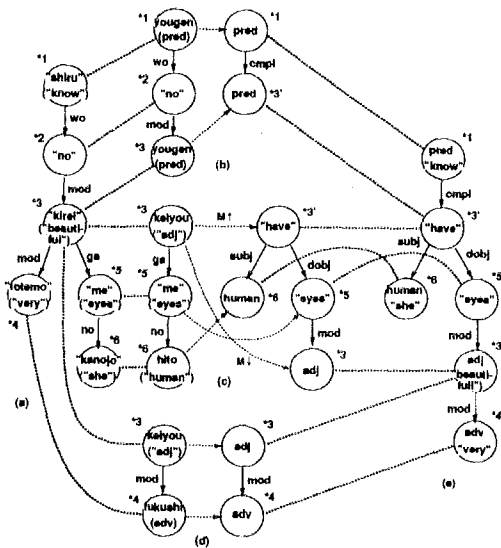 *1
yougen
(pred)
*1
pred
wo
cmpl
*1
"shiru"
("know")
*2
"no"
pred
*3'
wo
mod
*2
"no"
*3
yougen
(pred)
(b)
*1
pred
"know"
cmpl
mod
*3
"kirei"
("beauti-
ful")
*3
keiyou
("adj")
M↑
"have"
*3'
"have"
*3'
mod
ga
ga
subj
dobj
subj
dobj
"totemo"
"very"
*4
"me"
"eyes"
*5
*5
"me"
"eyes"
human
*6
"eyes"
*5
*6
human
"she"
"eyes"
*5
no
*6
no
*6
mod
mod
"kanojo"
("she")
hito
("human")
(c)
M↓
adj
*3
adj
"beauti-
full"
*3
(a)
mod
*3
keiyou
("adj")
adj
*3
adv
"very"
*4
mod
mod
(e)
*4
fukushi
(adv)
adv
*4
(d)